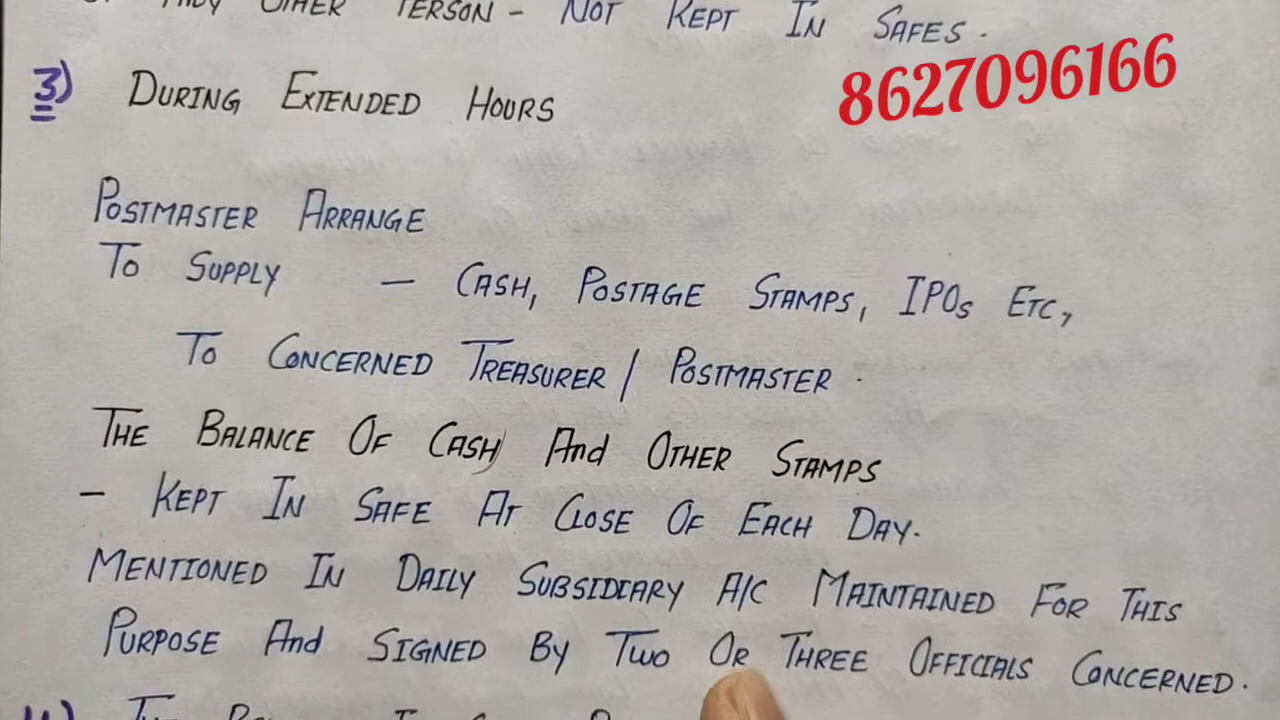 OTHER PERSON - NOT KEPT IN SAFES.
8627096166
3) DURING EXTENDED HOURS
POSTMASTER ARRANGE
TO SUPPLY - CASH, POSTAGE STAMPS, IPOs ETC,
TO CONCERNED TREASURER / POSTMASTER.
THE BALANCE OF CASH AND OTHER STAMPS
- KEPT IN SAFE AT CLOSE OF EACH DAY.
MENTIONED IN DAILY SUBSIDIARY A/C MAINTAINED FOR THIS
PURPOSE AND SIGNED BY TWO OR THREE OFFICIALS CONCERNED.